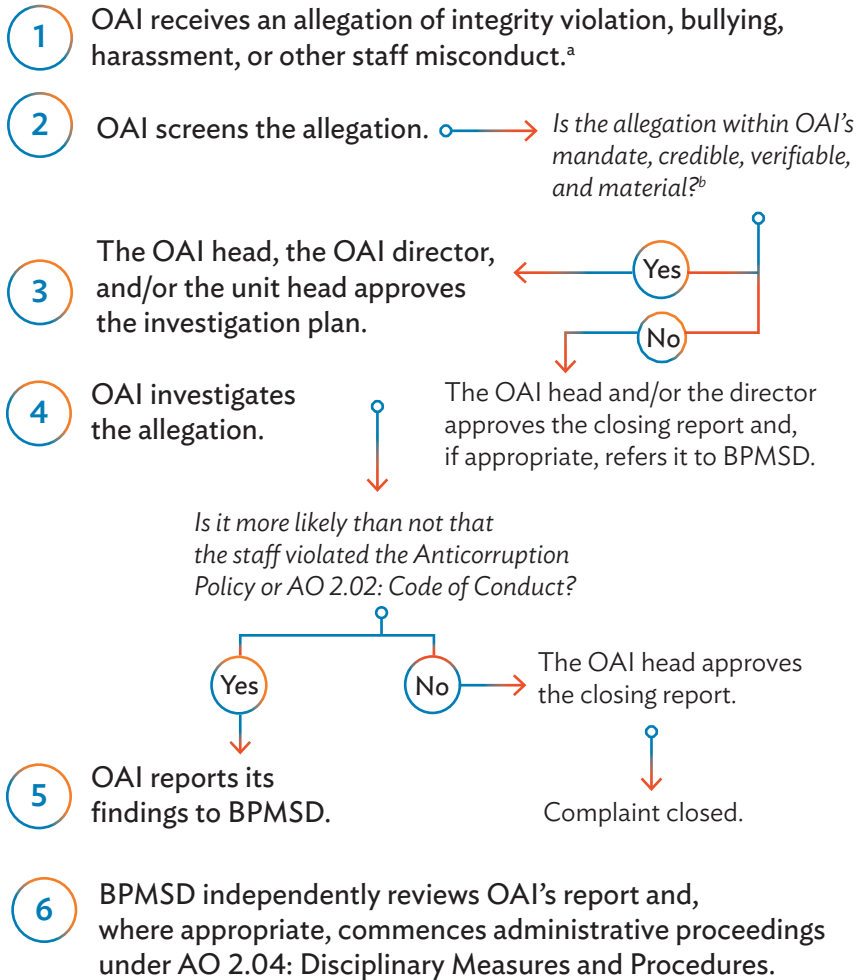 1
OAI receives an allegation of integrity violation, bullying,
harassment, or other staff misconduct.ᵃ
2
OAI screens the allegation.
Is the allegation within OAI's
mandate, credible, verifiable,
and material?ᵇ
3
The OAI head, the OAI director,
and/or the unit head approves
the investigation plan.
Yes
No
The OAI head and/or the director
approves the closing report and,
if appropriate, refers it to BPMSD.
4
OAI investigates
the allegation.
Is it more likely than not that
the staff violated the Anticorruption
Policy or AO 2.02: Code of Conduct?
Yes
No
The OAI head approves
the closing report.
Complaint closed.
5
OAI reports its
findings to BPMSD.
6
BPMSD independently reviews OAI's report and,
where appropriate, commences administrative proceedings
under AO 2.04: Disciplinary Measures and Procedures.